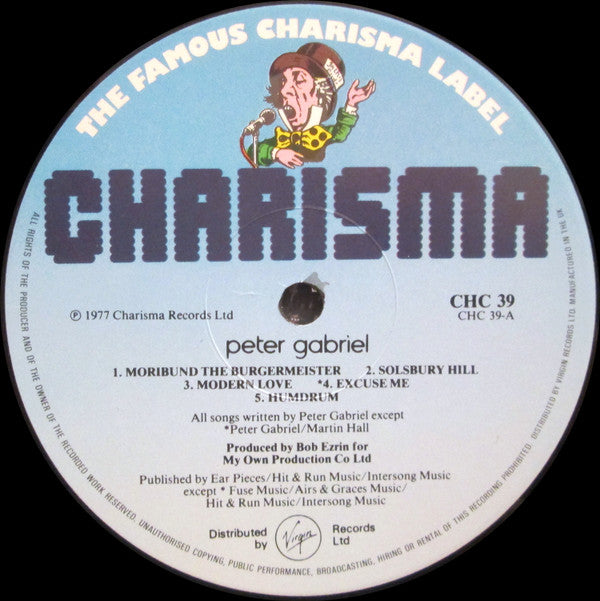 THE FAMOUS CHARISMA LABEL
CHARISMA
℗ 1977 Charisma Records Ltd
CHC 39
CHC 39-A
peter gabriel
1. MORIBUND THE BURGERMEISTER 2. SOLSBURY HILL
3. MODERN LOVE *4. EXCUSE ME
5. HUMDRUM
All songs written by Peter Gabriel except
*Peter Gabriel/Martin Hall
Produced by Bob Ezrin for
My Own Production Co Ltd
Published by Ear Pieces/Hit & Run Music/Intersong Music
except * Fuse Music/Airs & Graces Music/
Hit & Run Music/Intersong Music
Distributed by Virgin Records Ltd
ALL RIGHTS OF THE PRODUCER AND OF THE OWNER OF THE RECORDED WORK RESERVED. UNAUTHORISED COPYING, PUBLIC PERFORMANCE, BROADCASTING, HIRING OR RENTAL OF THIS RECORDING PROHIBITED. DISTRIBUTED BY VIRGIN RECORDS LTD. MANUFACTURED IN THE UK